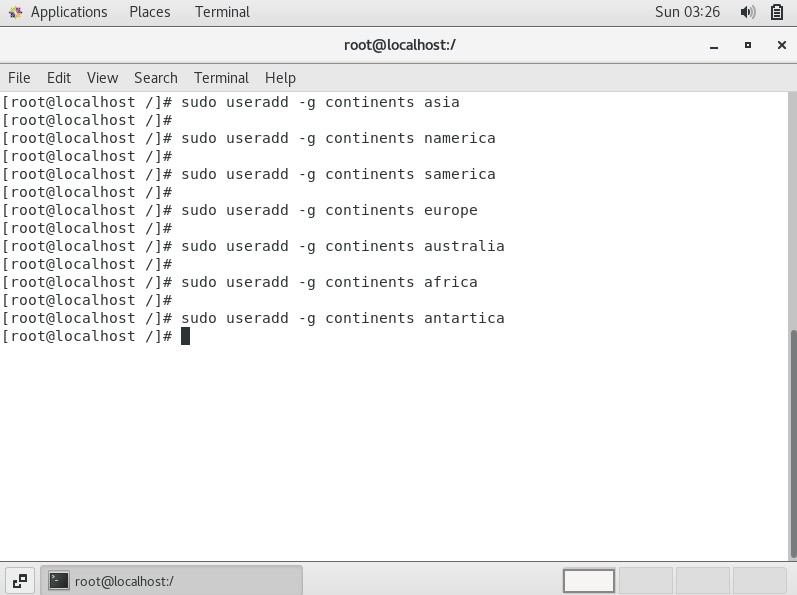 Applications Places Terminal Sun 03:26
root@localhost:/
File Edit View Search Terminal Help
[root@localhost /]# sudo useradd -g continents asia
[root@localhost /]#
[root@localhost /]# sudo useradd -g continents namerica
[root@localhost /]#
[root@localhost /]# sudo useradd -g continents samerica
[root@localhost /]#
[root@localhost /]# sudo useradd -g continents europe
[root@localhost /]#
[root@localhost /]# sudo useradd -g continents australia
[root@localhost /]#
[root@localhost /]# sudo useradd -g continents africa
[root@localhost /]#
[root@localhost /]# sudo useradd -g continents antartica
[root@localhost /]#
root@localhost:/